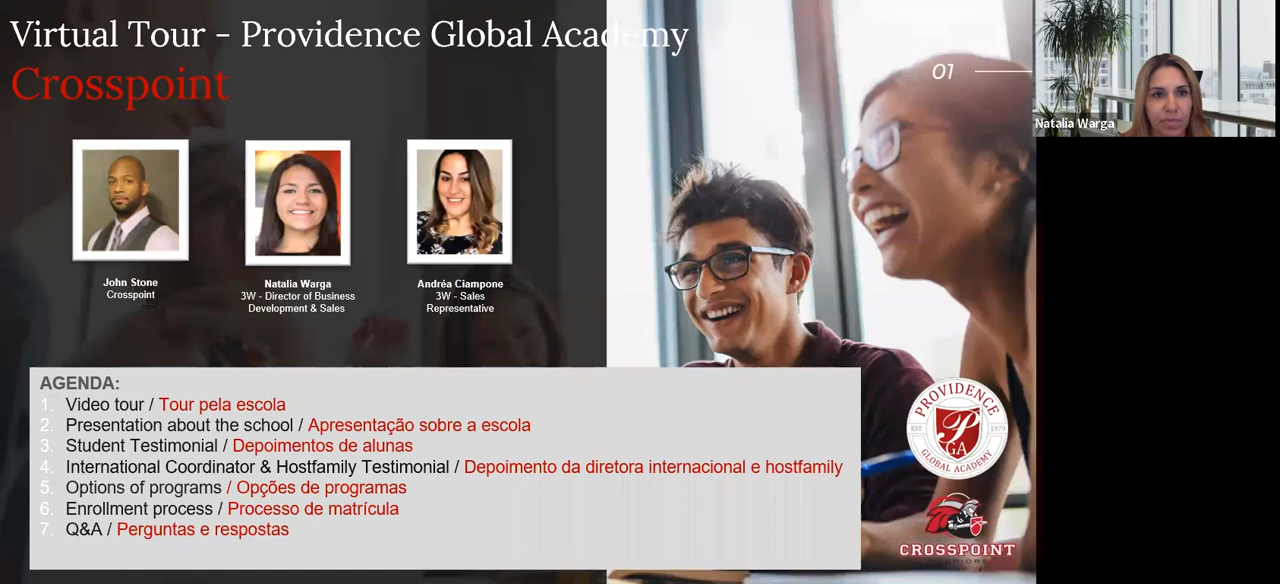 Virtual Tour - Providence Global Academy
Crosspoint
01
Natalia Warga
John Stone
Crosspoint
Natalia Warga
3W - Director of Business
Development & Sales
Andréa Ciampone
3W - Sales
Representative
AGENDA:
1. Video tour / Tour pela escola
2. Presentation about the school / Apresentação sobre a escola
3. Student Testimonial / Depoimentos de alunas
4. International Coordinator & Hostfamily Testimonial / Depoimento da diretora internacional e hostfamily
5. Options of programs / Opções de programas
6. Enrollment process / Processo de matrícula
7. Q&A / Perguntas e respostas
PROVIDENCE
EST. 1979
P
GA
GLOBAL ACADEMY
CROSSPOINT